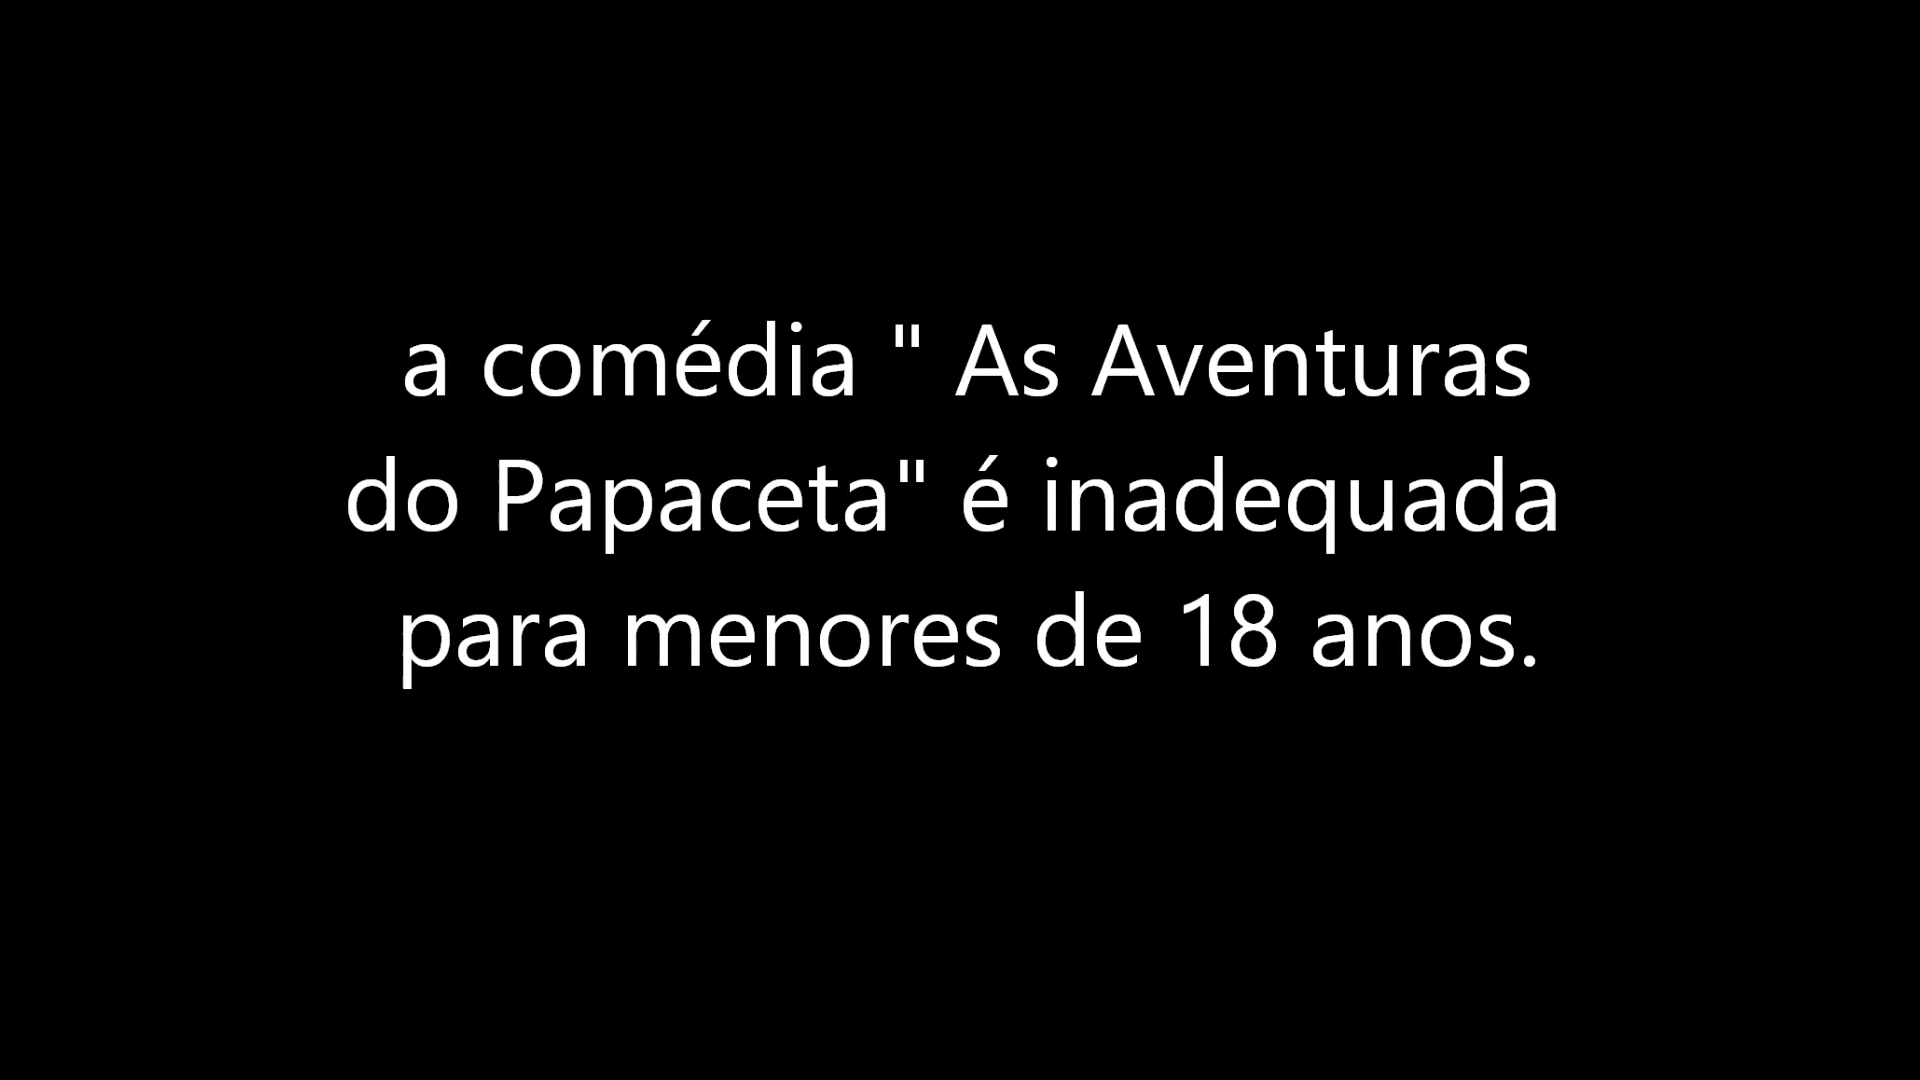 a comédia " As Aventuras
do Papaceta" é inadequada
para menores de 18 anos.